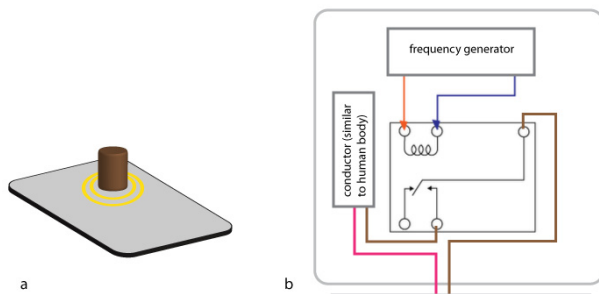 frequency generator
conductor (similar
to human body)
a
b